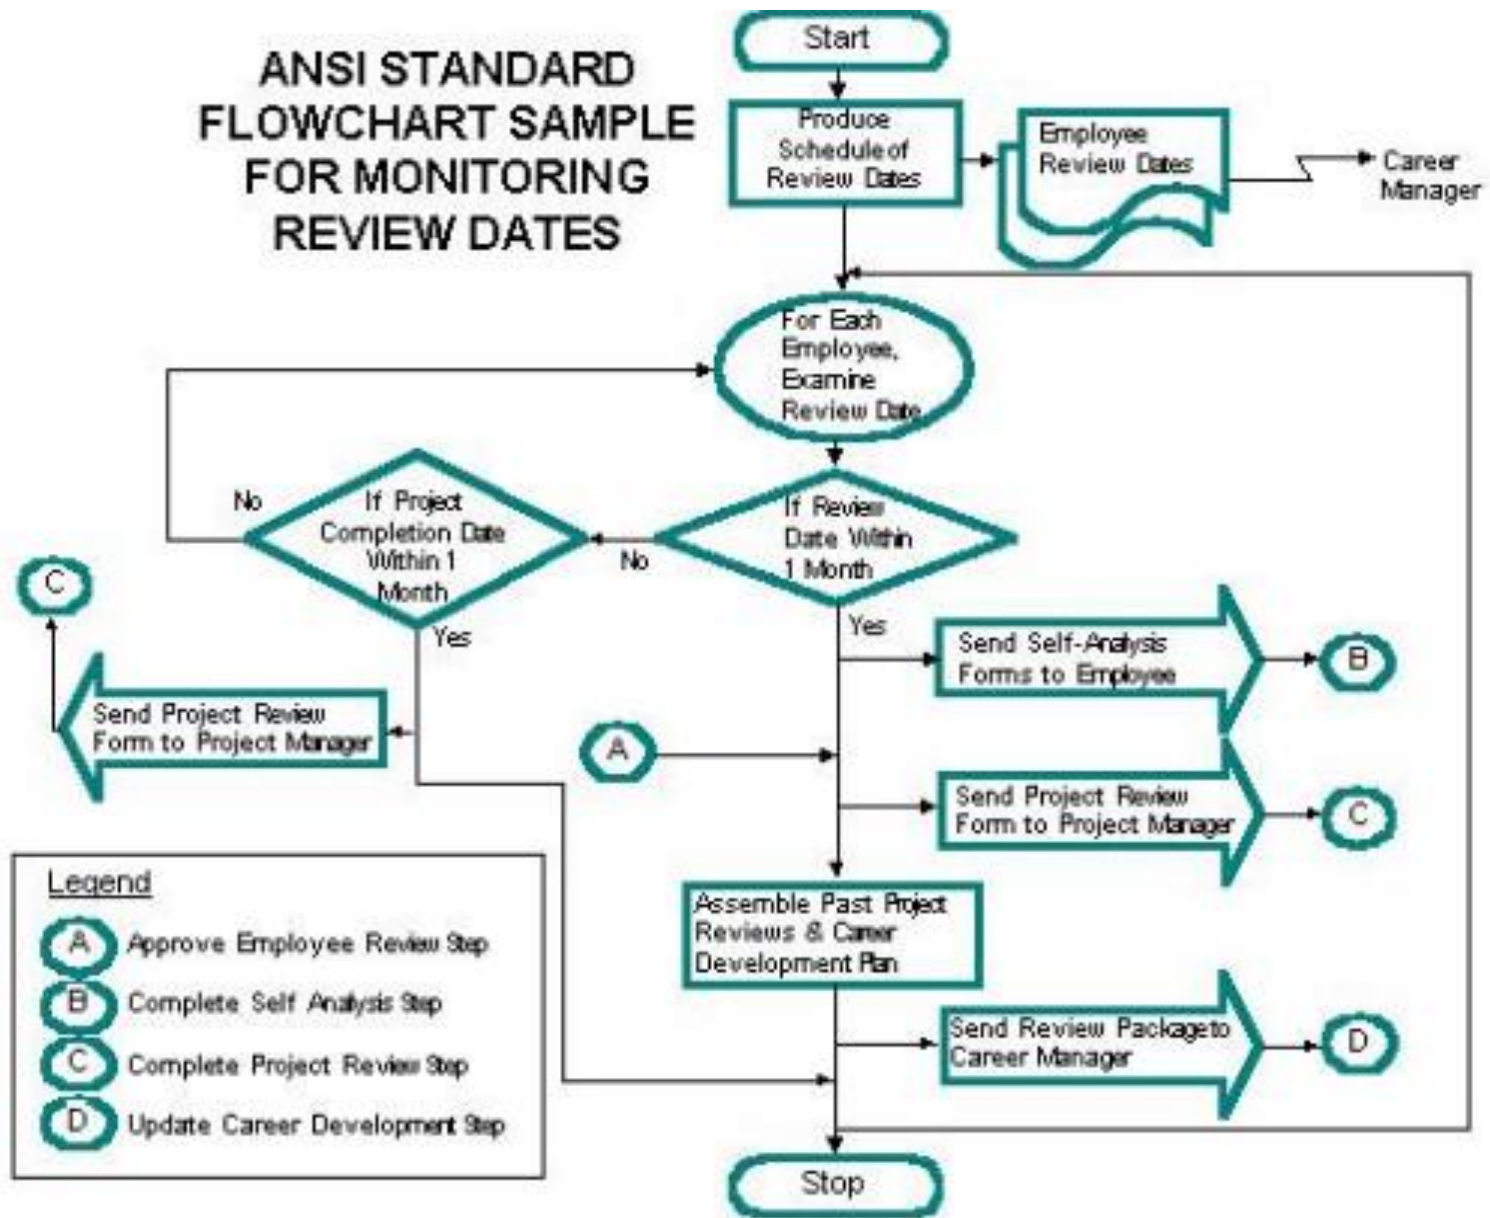 ANSI STANDARD
FLOWCHART SAMPLE
FOR MONITORING
REVIEW DATES
Start
Produce
Schedule of
Review Dates
Employee
Review Dates
Career
Manager
For Each
Employee,
Examine
Review Date
No
If Project
Completion Date
Within 1
Month
No
If Review
Date Within
1 Month
C
Yes
Yes
Send Self-Analysis
Forms to Employee
B
Send Project Review
Form to Project Manager
A
Send Project Review
Form to Project Manager
C
Assemble Past Project
Reviews & Career
Development Plan
Send Review Package to
Career Manager
D
Stop
Legend
A Approve Employee Review Step
B Complete Self Analysis Step
C Complete Project Review Step
D Update Career Development Step